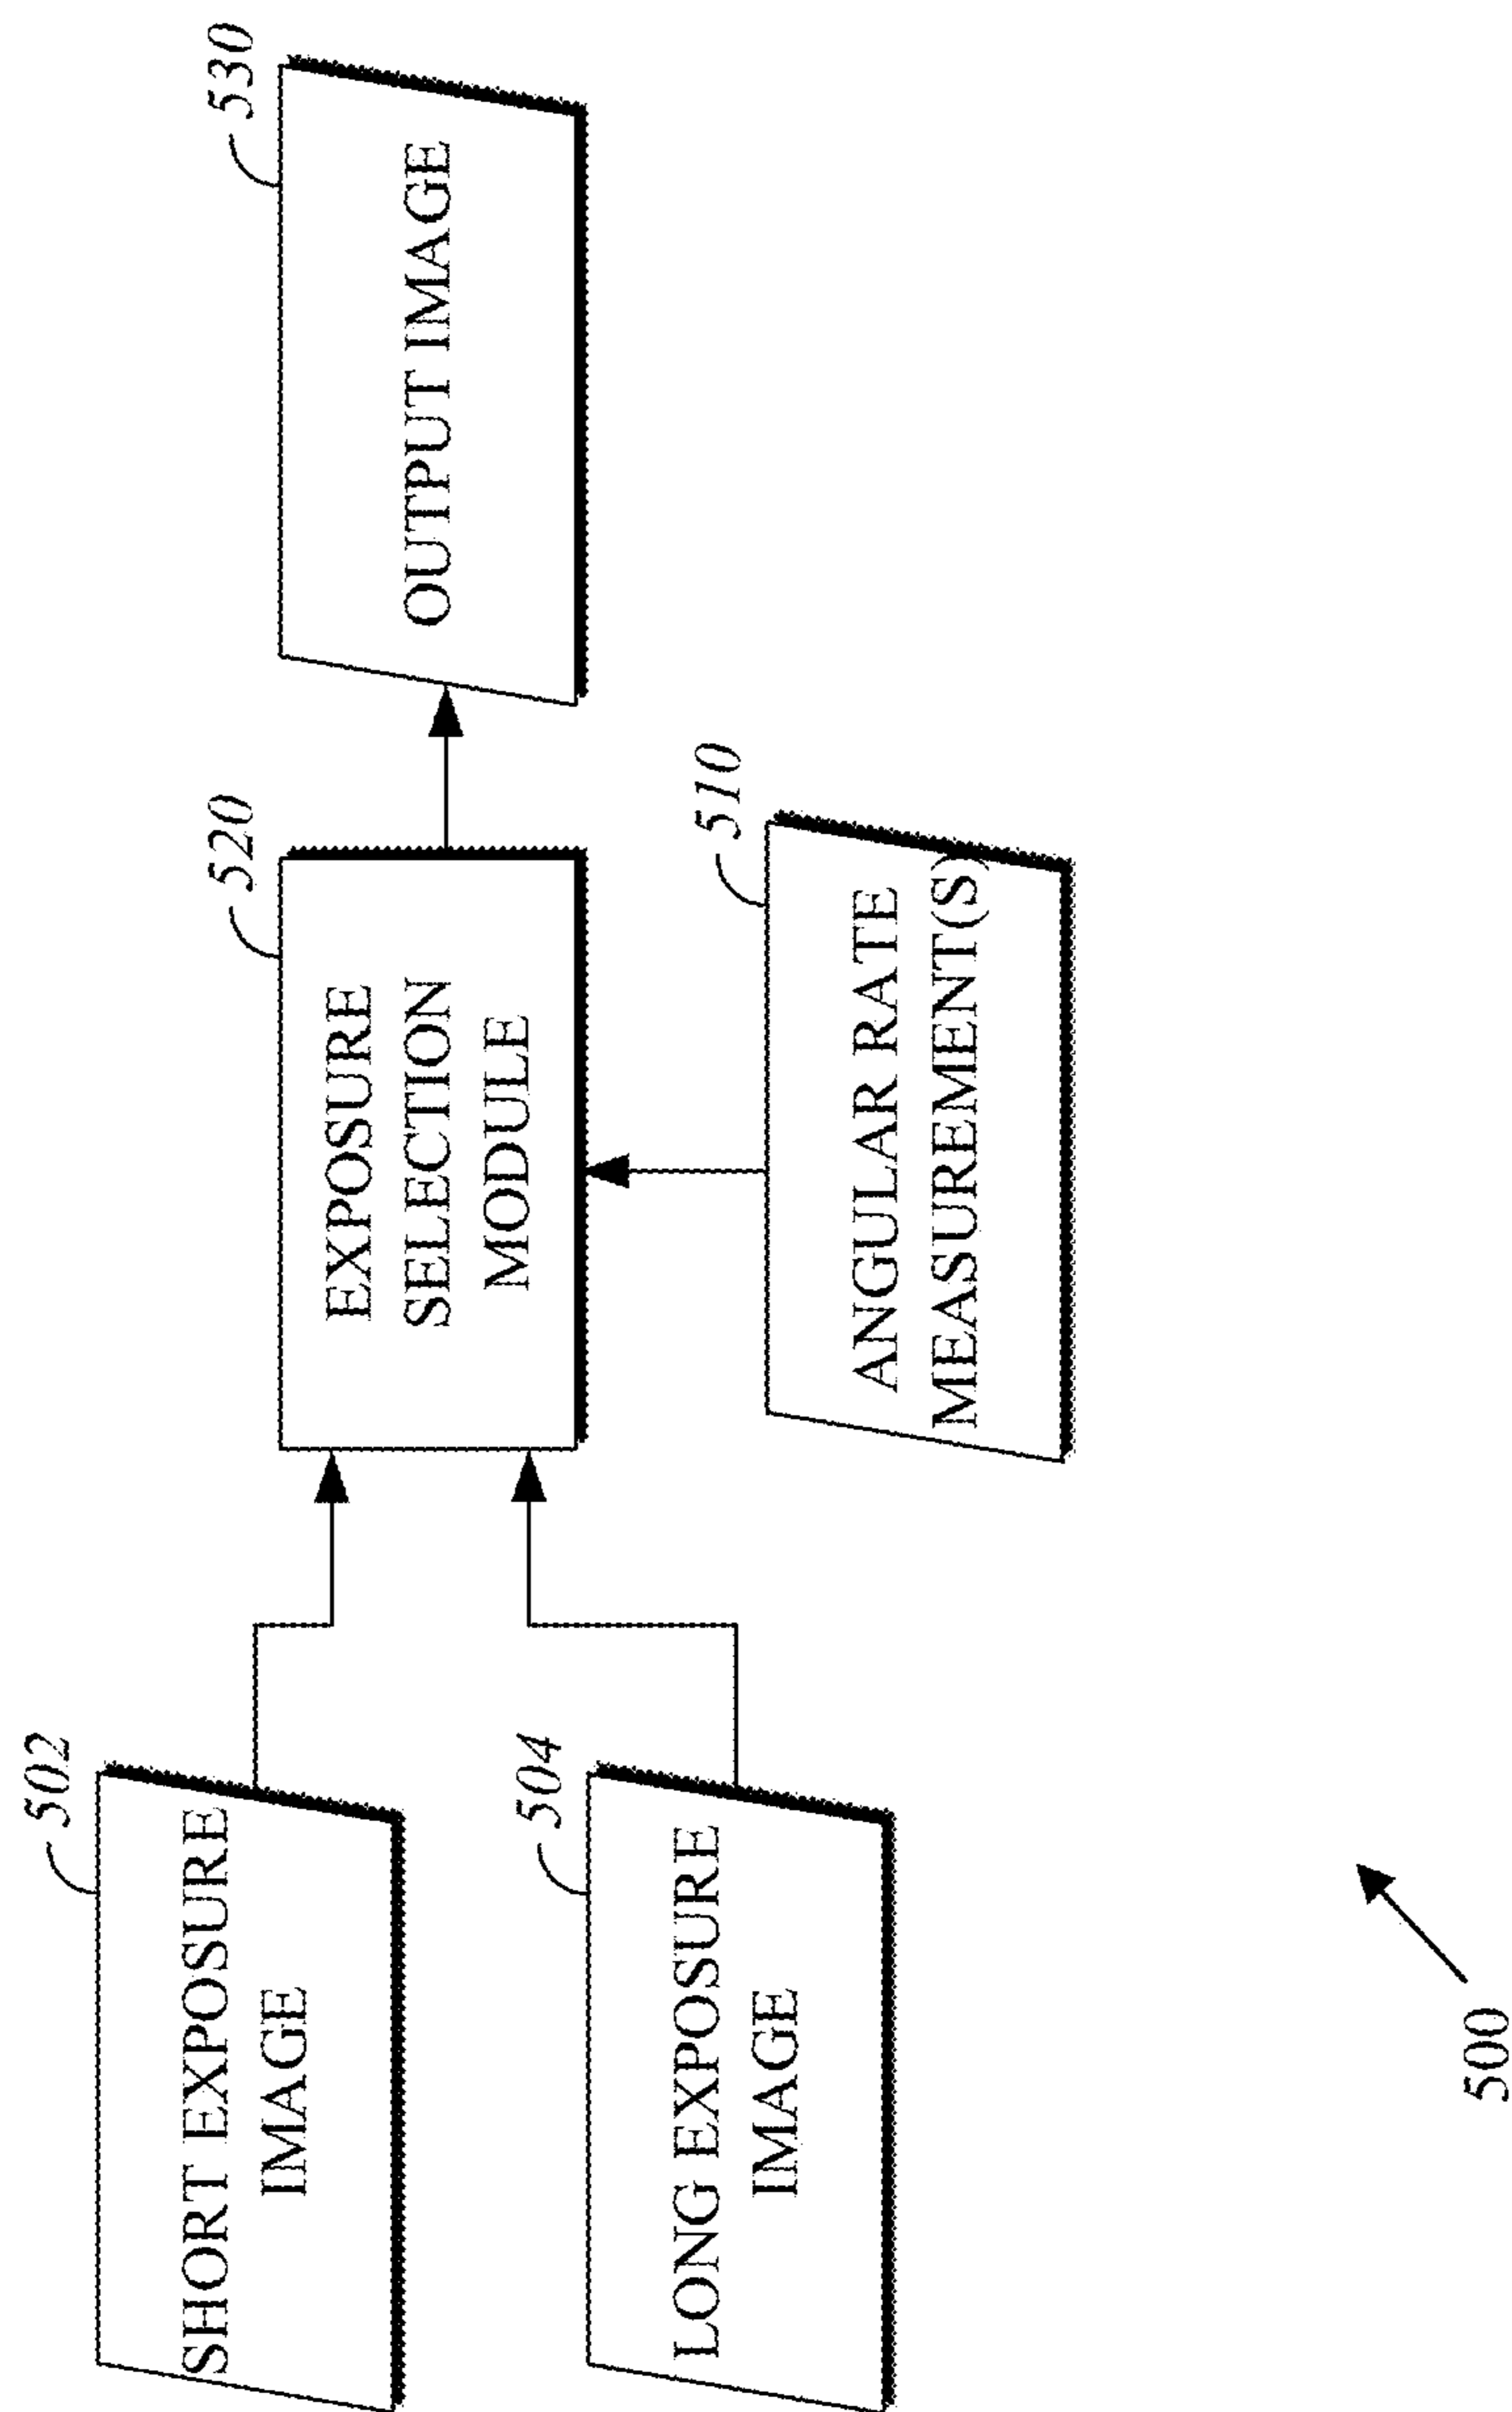 502
SHORT EXPOSURE
IMAGE
504
LONG EXPOSURE
IMAGE
520
EXPOSURE
SELECTION
MODULE
510
ANGULAR RATE
MEASUREMENT(S)
530
OUTPUT IMAGE
500